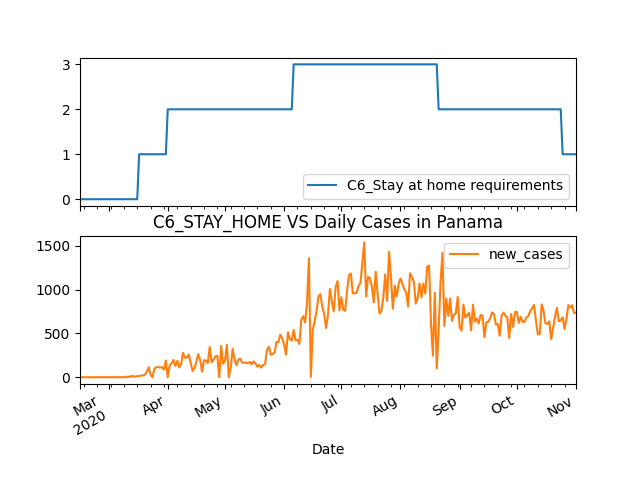 3
2
1
0
C6_Stay at home requirements
C6_STAY_HOME VS Daily Cases in Panama
1500
1000
500
0
new_cases
Mar
2020
Apr
May
Jun
Jul
Aug
Sep
Oct
Nov
Date